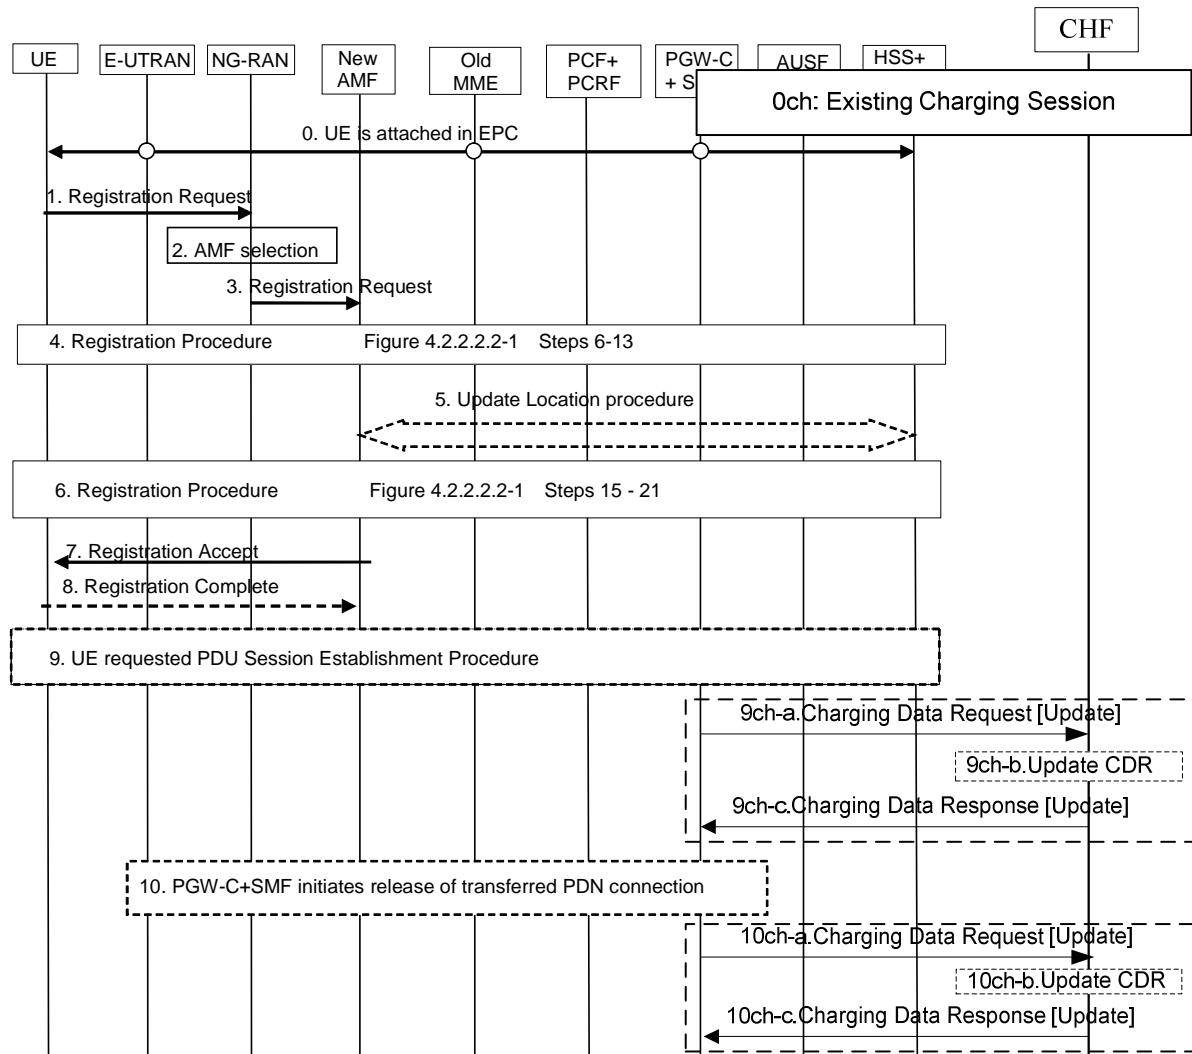 CHF
UE
E-UTRAN
NG-RAN
New
AMF
Old
MME
PCF+
PCRF
PGW-C
+ S
AUSF
HSS+
0ch: Existing Charging Session
0. UE is attached in EPC
1. Registration Request
2. AMF selection
3. Registration Request
4. Registration Procedure Figure 4.2.2.2.2-1 Steps 6-13
5. Update Location procedure
6. Registration Procedure Figure 4.2.2.2.2-1 Steps 15 - 21
7. Registration Accept
8. Registration Complete
9. UE requested PDU Session Establishment Procedure
9ch-a.Charging Data Request [Update]
9ch-b.Update CDR
9ch-c.Charging Data Response [Update]
10. PGW-C+SMF initiates release of transferred PDN connection
10ch-a.Charging Data Request [Update]
10ch-b.Update CDR
10ch-c.Charging Data Response [Update]